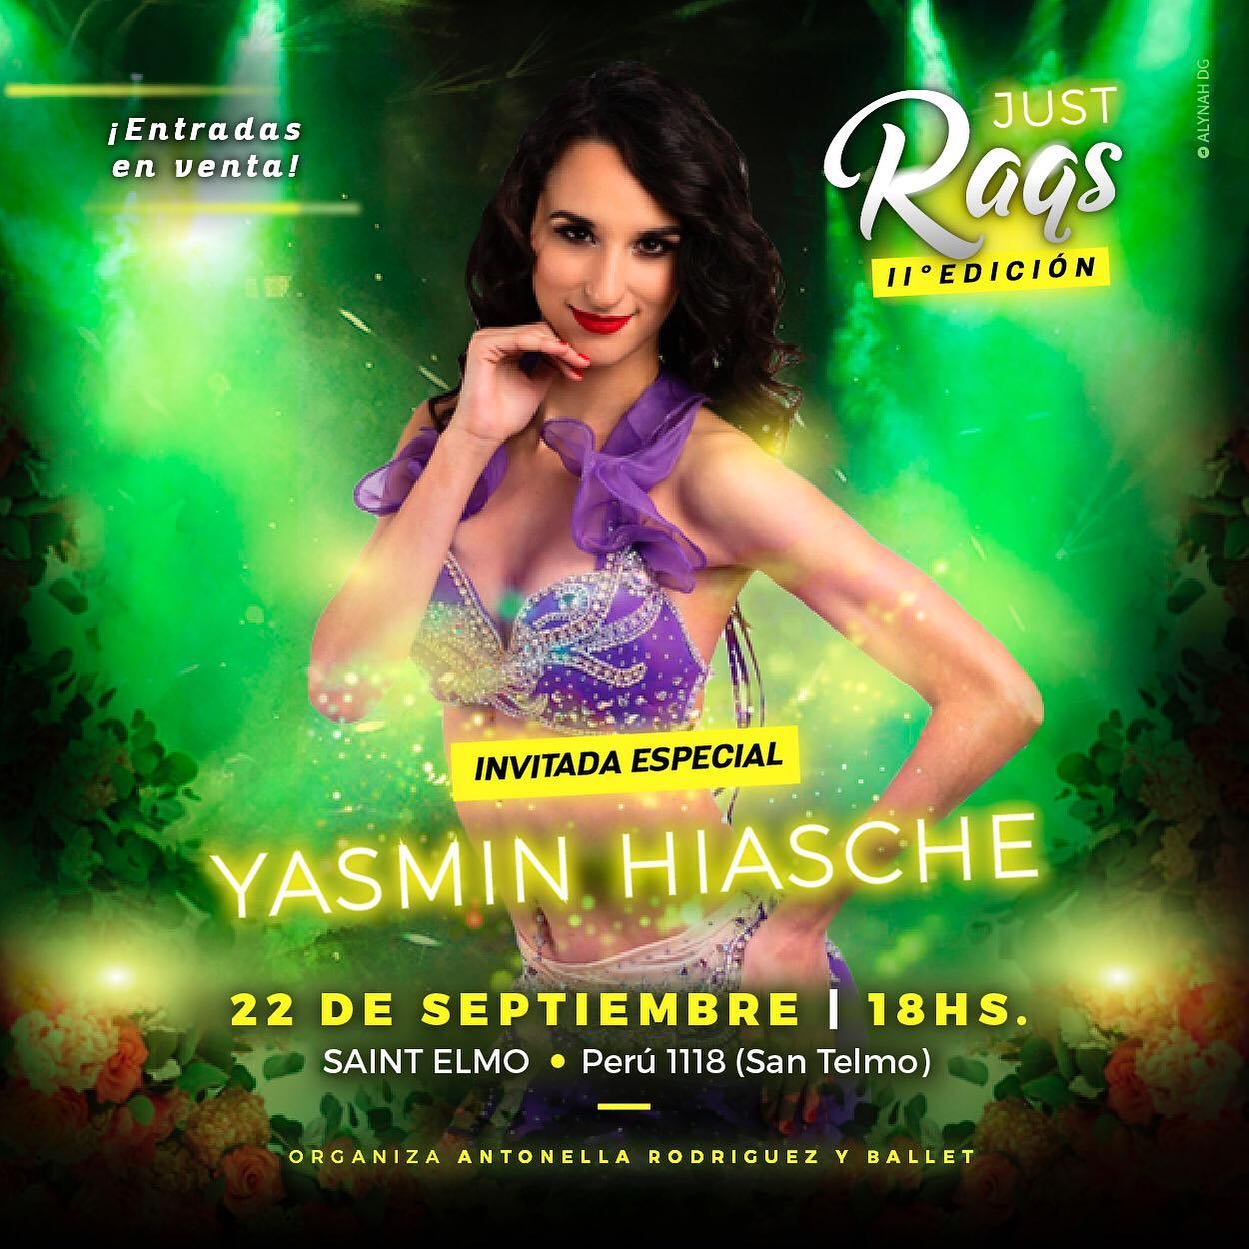 ¡Entradas
en venta!
JUST
Raqs
II°EDICIÓN
ALYNAH DG
INVITADA ESPECIAL
YASMIN HIASCHE
22 DE SEPTIEMBRE | 18HS.
SAINT ELMO • Perú 1118 (San Telmo)
ORGANIZA ANTONELLA RODRIGUEZ Y BALLET